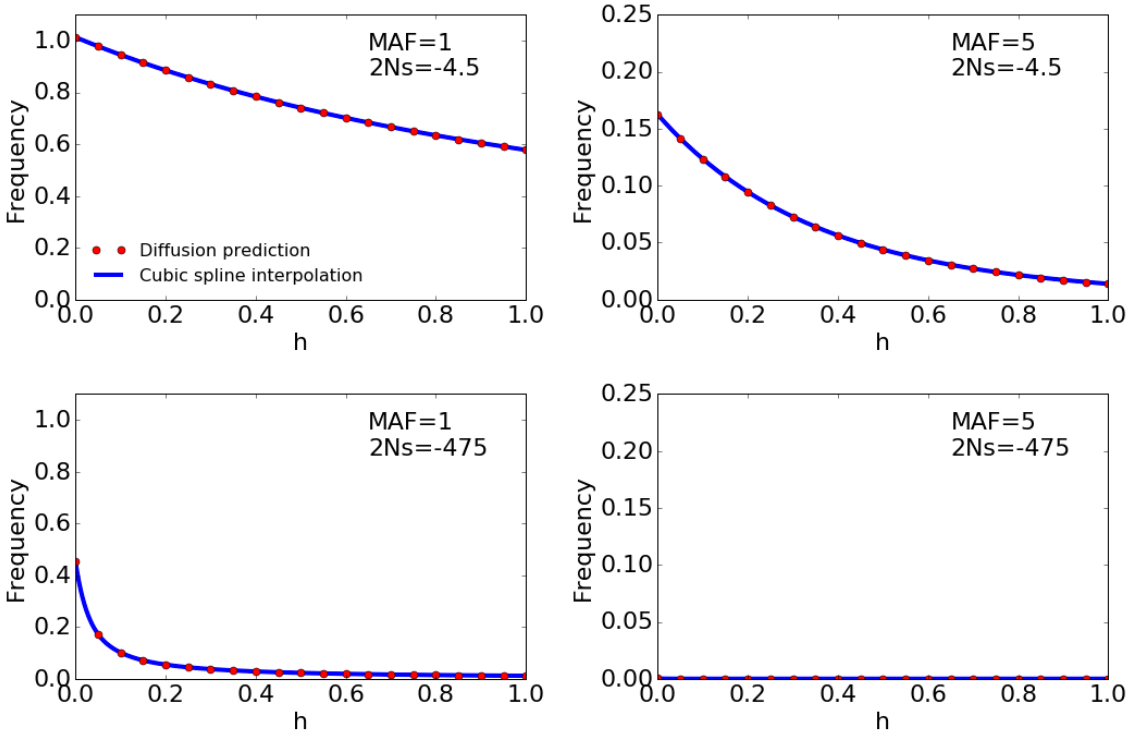 MAF=1
2Ns=-4.5
Frequency
1.0
0.8
0.6
0.4
0.2
0.0
Diffusion prediction
Cubic spline interpolation
0.0 0.2 0.4 0.6 0.8 1.0
h
MAF=5
2Ns=-4.5
Frequency
0.25
0.20
0.15
0.10
0.05
0.00
0.0 0.2 0.4 0.6 0.8 1.0
h
MAF=1
2Ns=-475
Frequency
1.0
0.8
0.6
0.4
0.2
0.0
0.0 0.2 0.4 0.6 0.8 1.0
h
MAF=5
2Ns=-475
Frequency
0.25
0.20
0.15
0.10
0.05
0.00
0.0 0.2 0.4 0.6 0.8 1.0
h